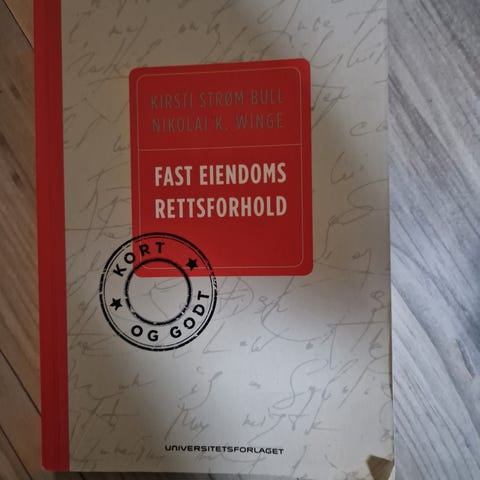 KIRSTI STRØM BULL
NIKOLAI K. WINGE
FAST EIENDOMS
RETTSFORHOLD
KORT
OG GODT
UNIVERSITETSFORLAGET